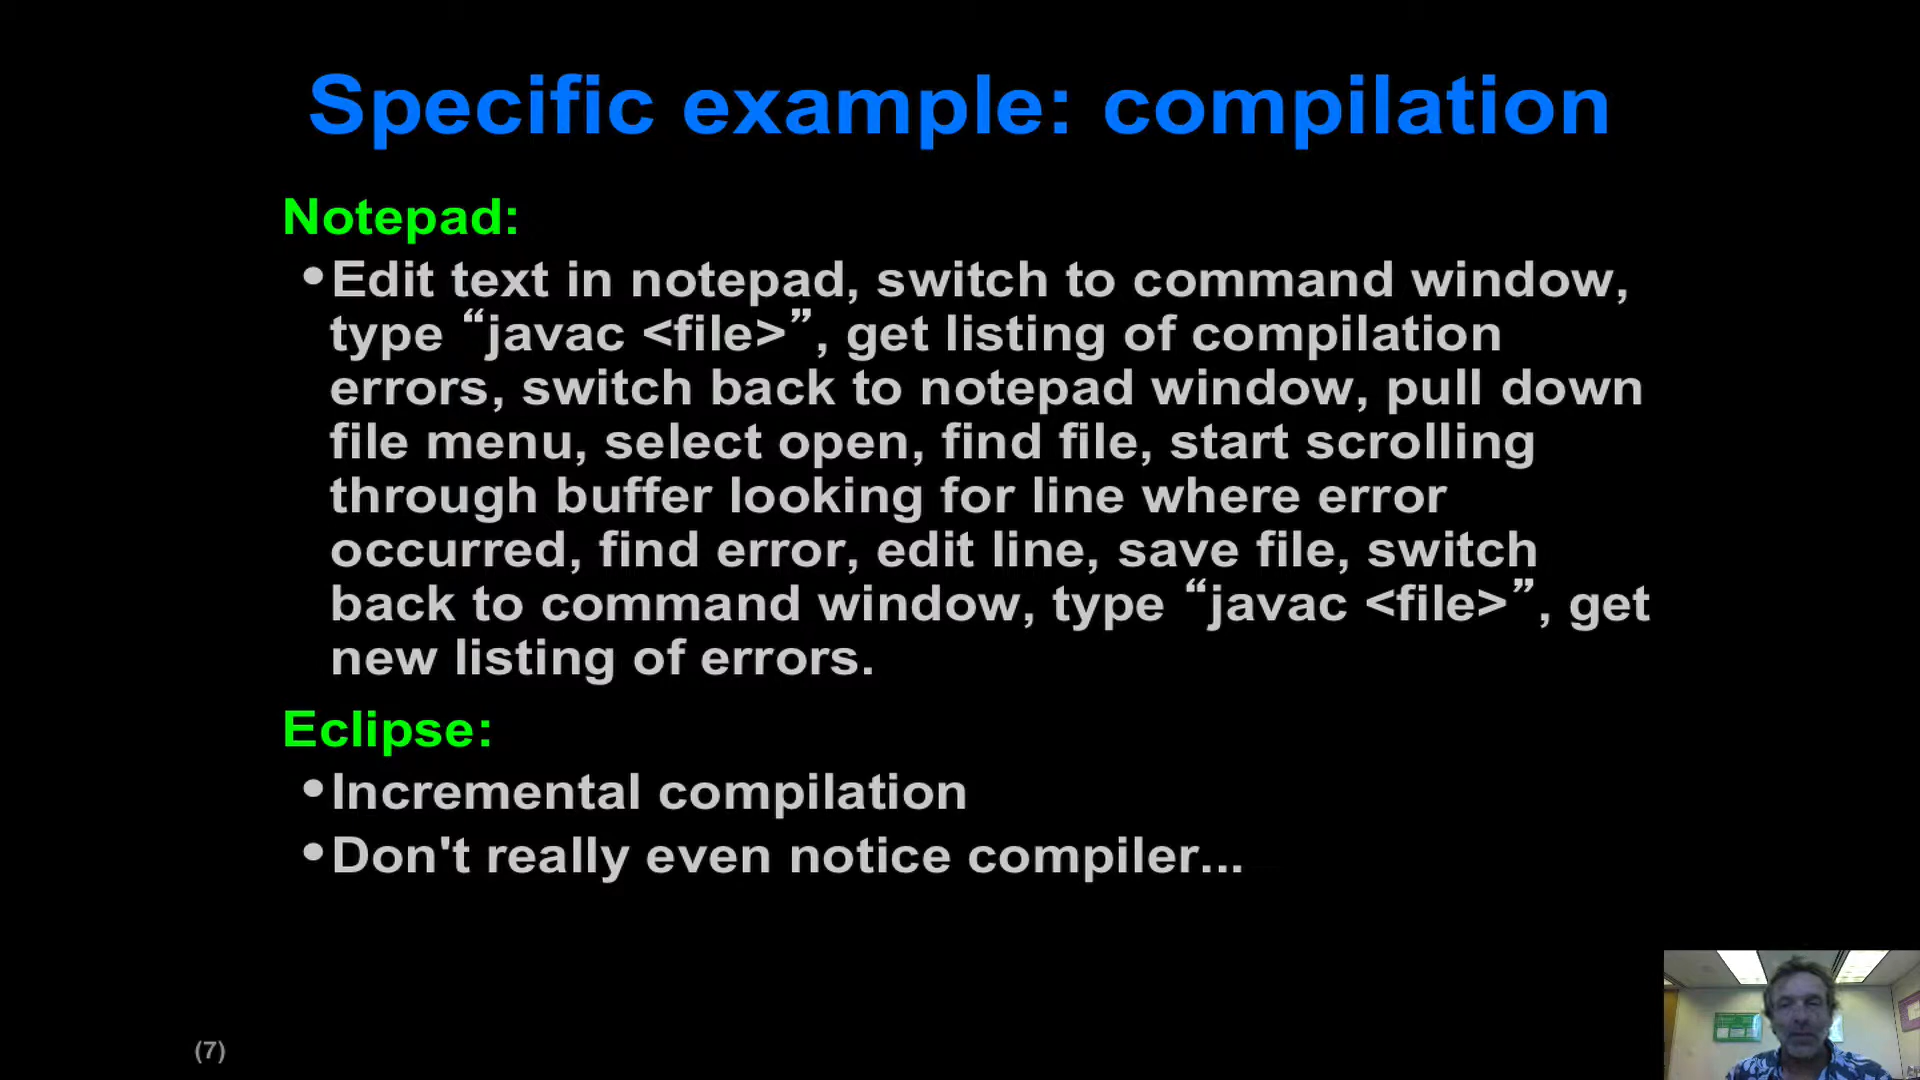 Specific example: compilation
Notepad:
•Edit text in notepad, switch to command window,
type “javac <file>”, get listing of compilation
errors, switch back to notepad window, pull down
file menu, select open, find file, start scrolling
through buffer looking for line where error
occurred, find error, edit line, save file, switch
back to command window, type “javac <file>”, get
new listing of errors.
Eclipse:
•Incremental compilation
•Don't really even notice compiler...
(7)